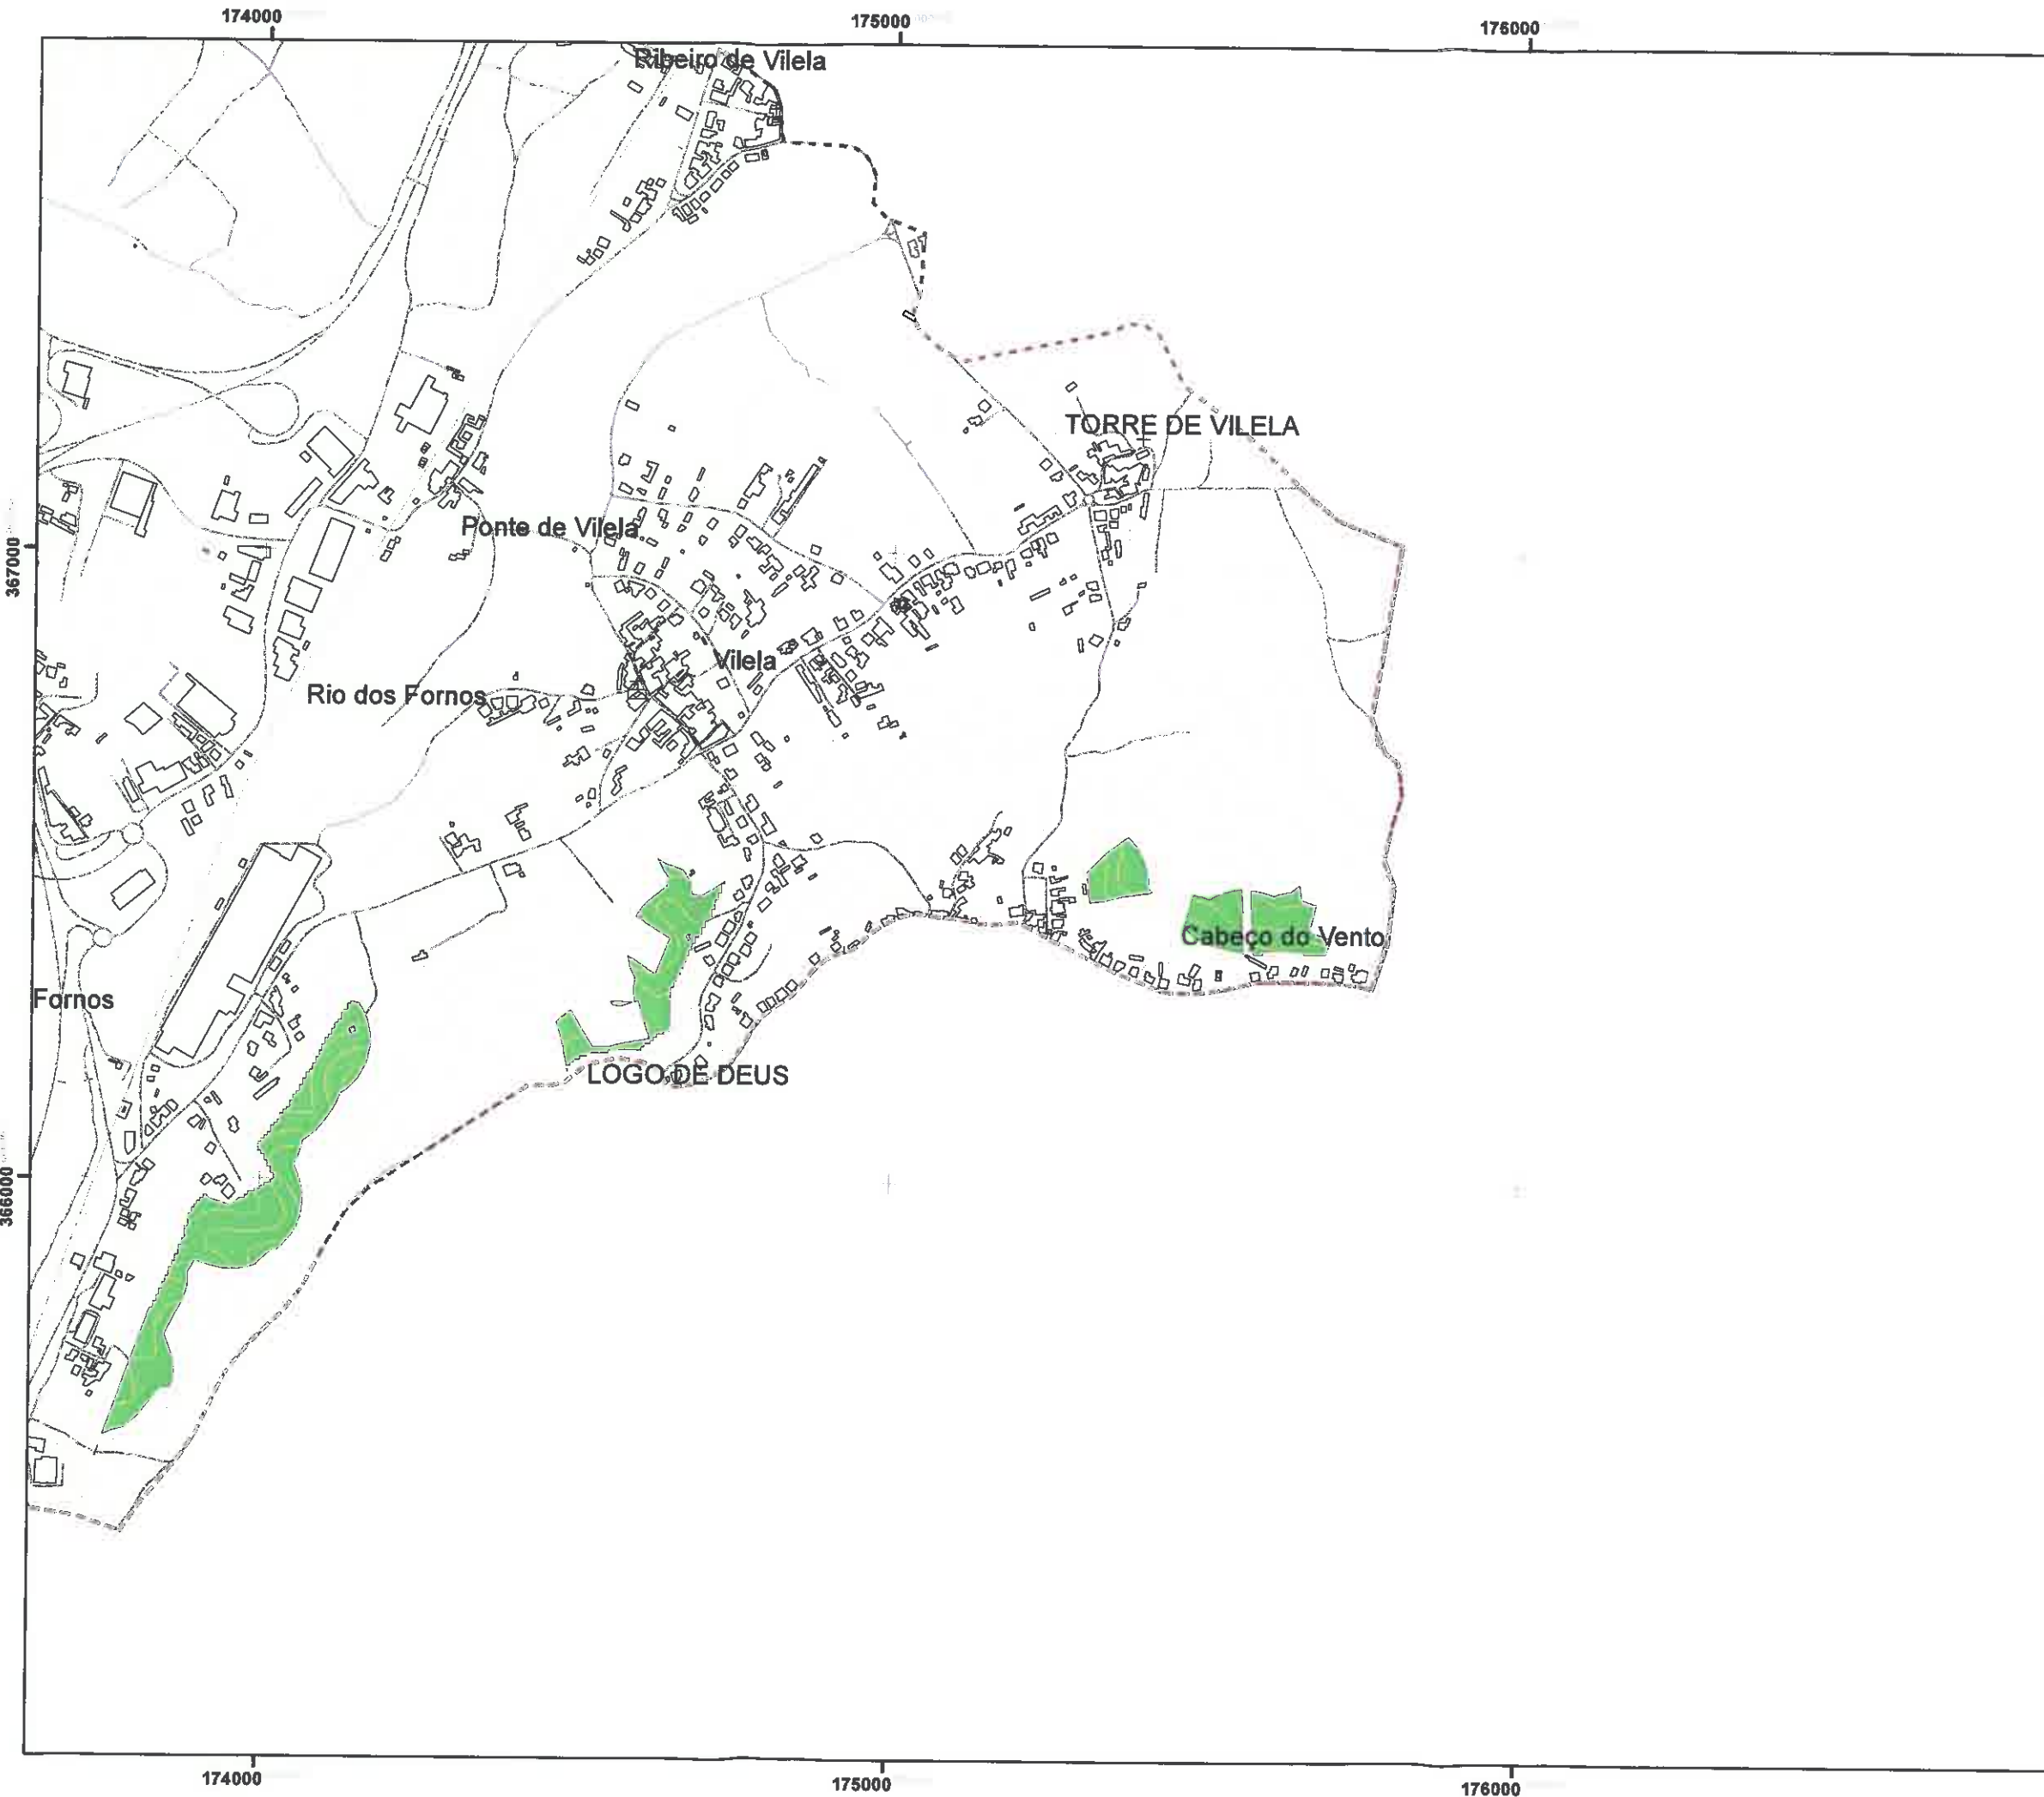 174000
175000
175000
Ribeiro de Vilela
TORRE DE VILELA
Ponte de Vilela
367000
Vilela
Rio dos Fornos
Cabeço do Vento
Fornos
LOGO DE DEUS
366000
174000
175000
176000